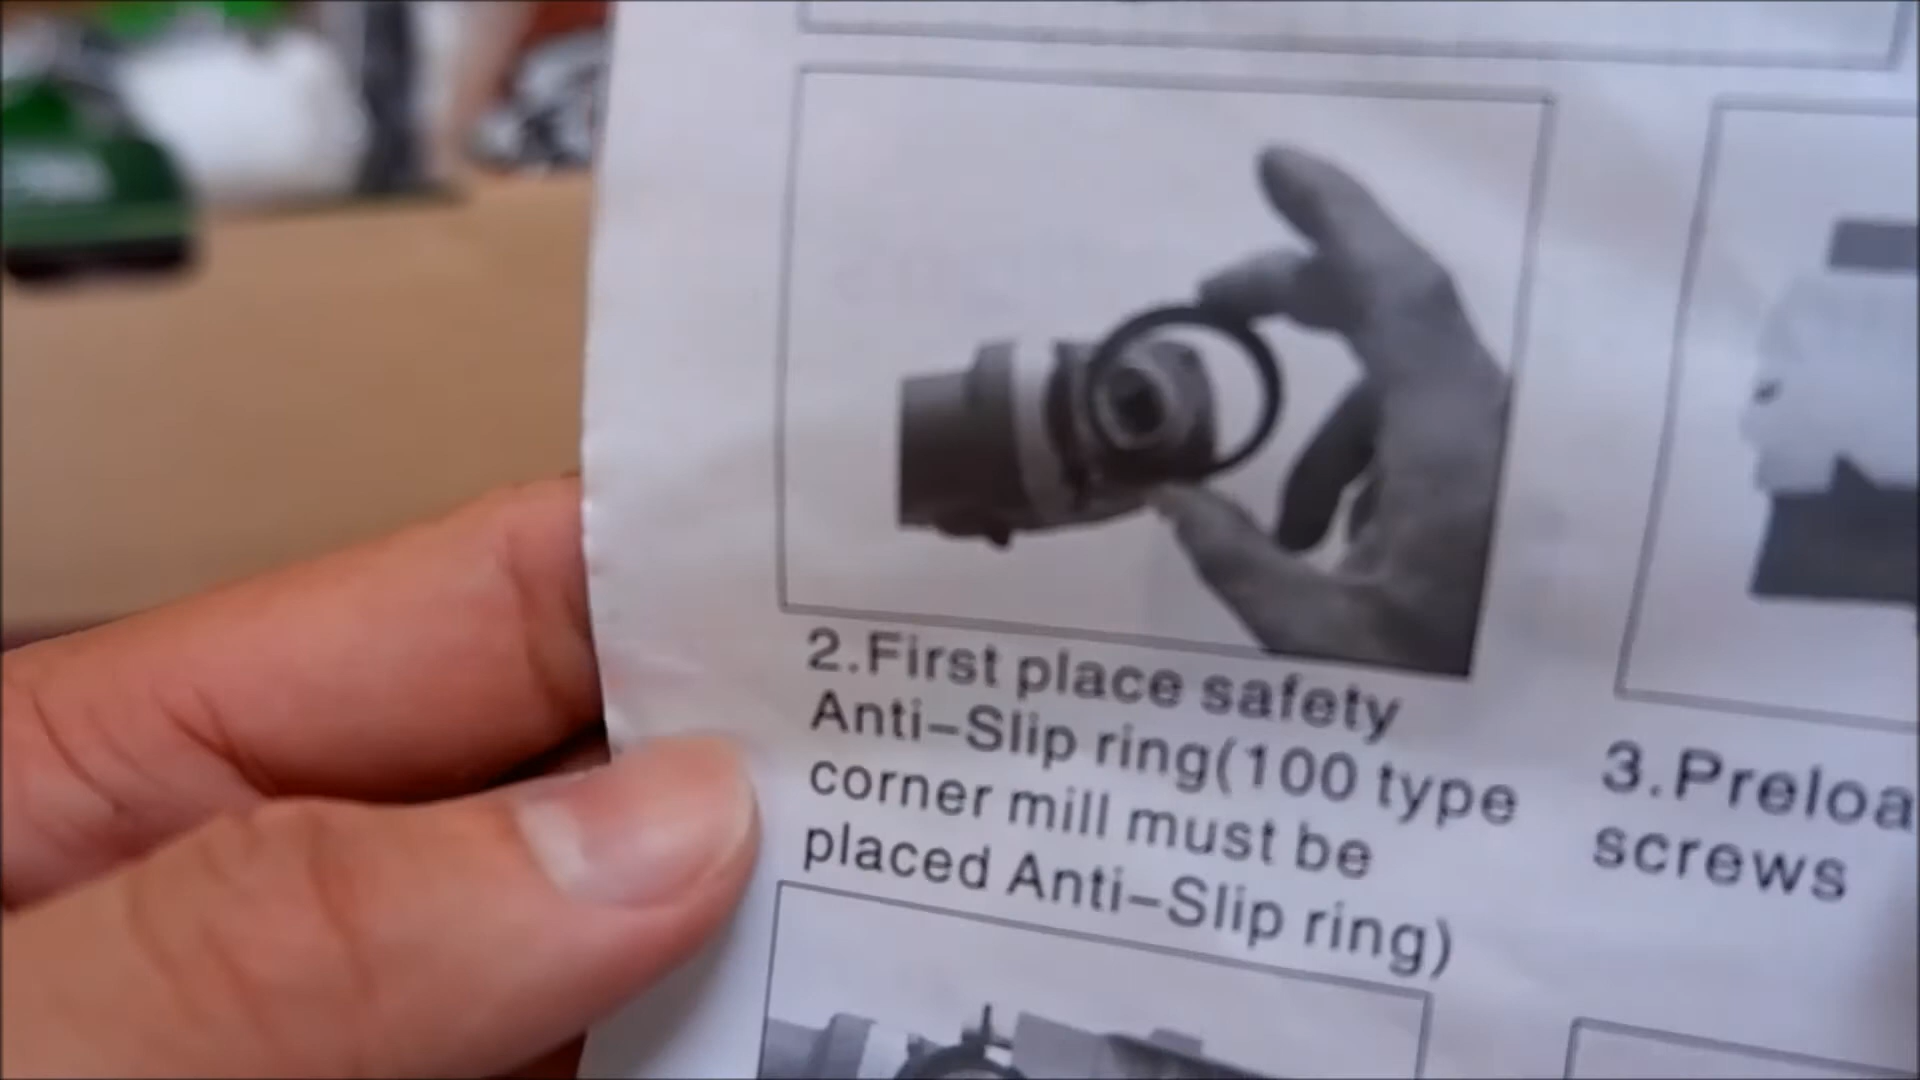 2.First place safety
Anti–Slip ring(100 type
corner mill must be
placed Anti–Slip ring)
3.Preloa
screws